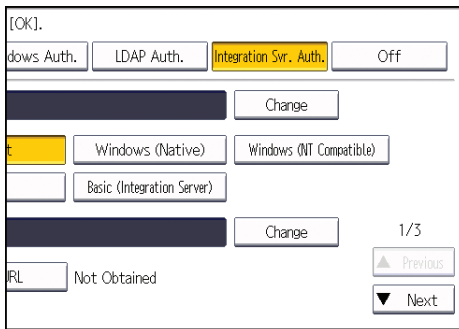 [OK].
dows Auth. LDAP Auth. Integration Svr. Auth. Off
Change
t Windows (Native) Windows (NT Compatible)
Basic (Integration Server)
Change 1/3
▲ Previous
RL Not Obtained
▼ Next